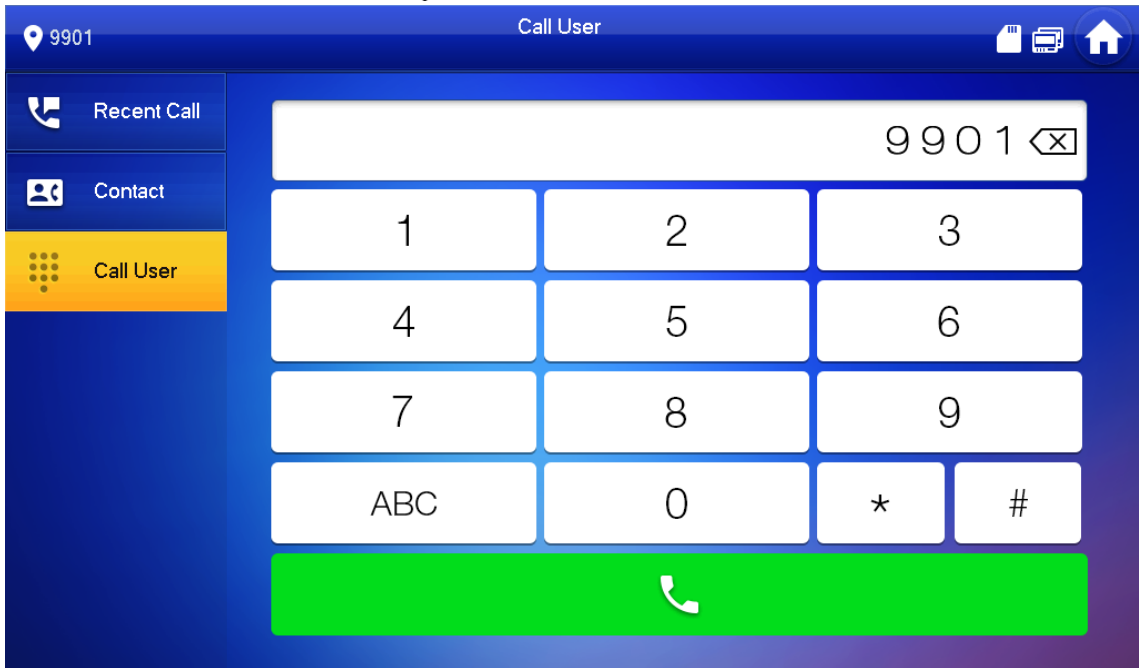 9901 Call User
Recent Call
Contact
Call User
9901
1 2 3
4 5 6
7 8 9
ABC 0 * #